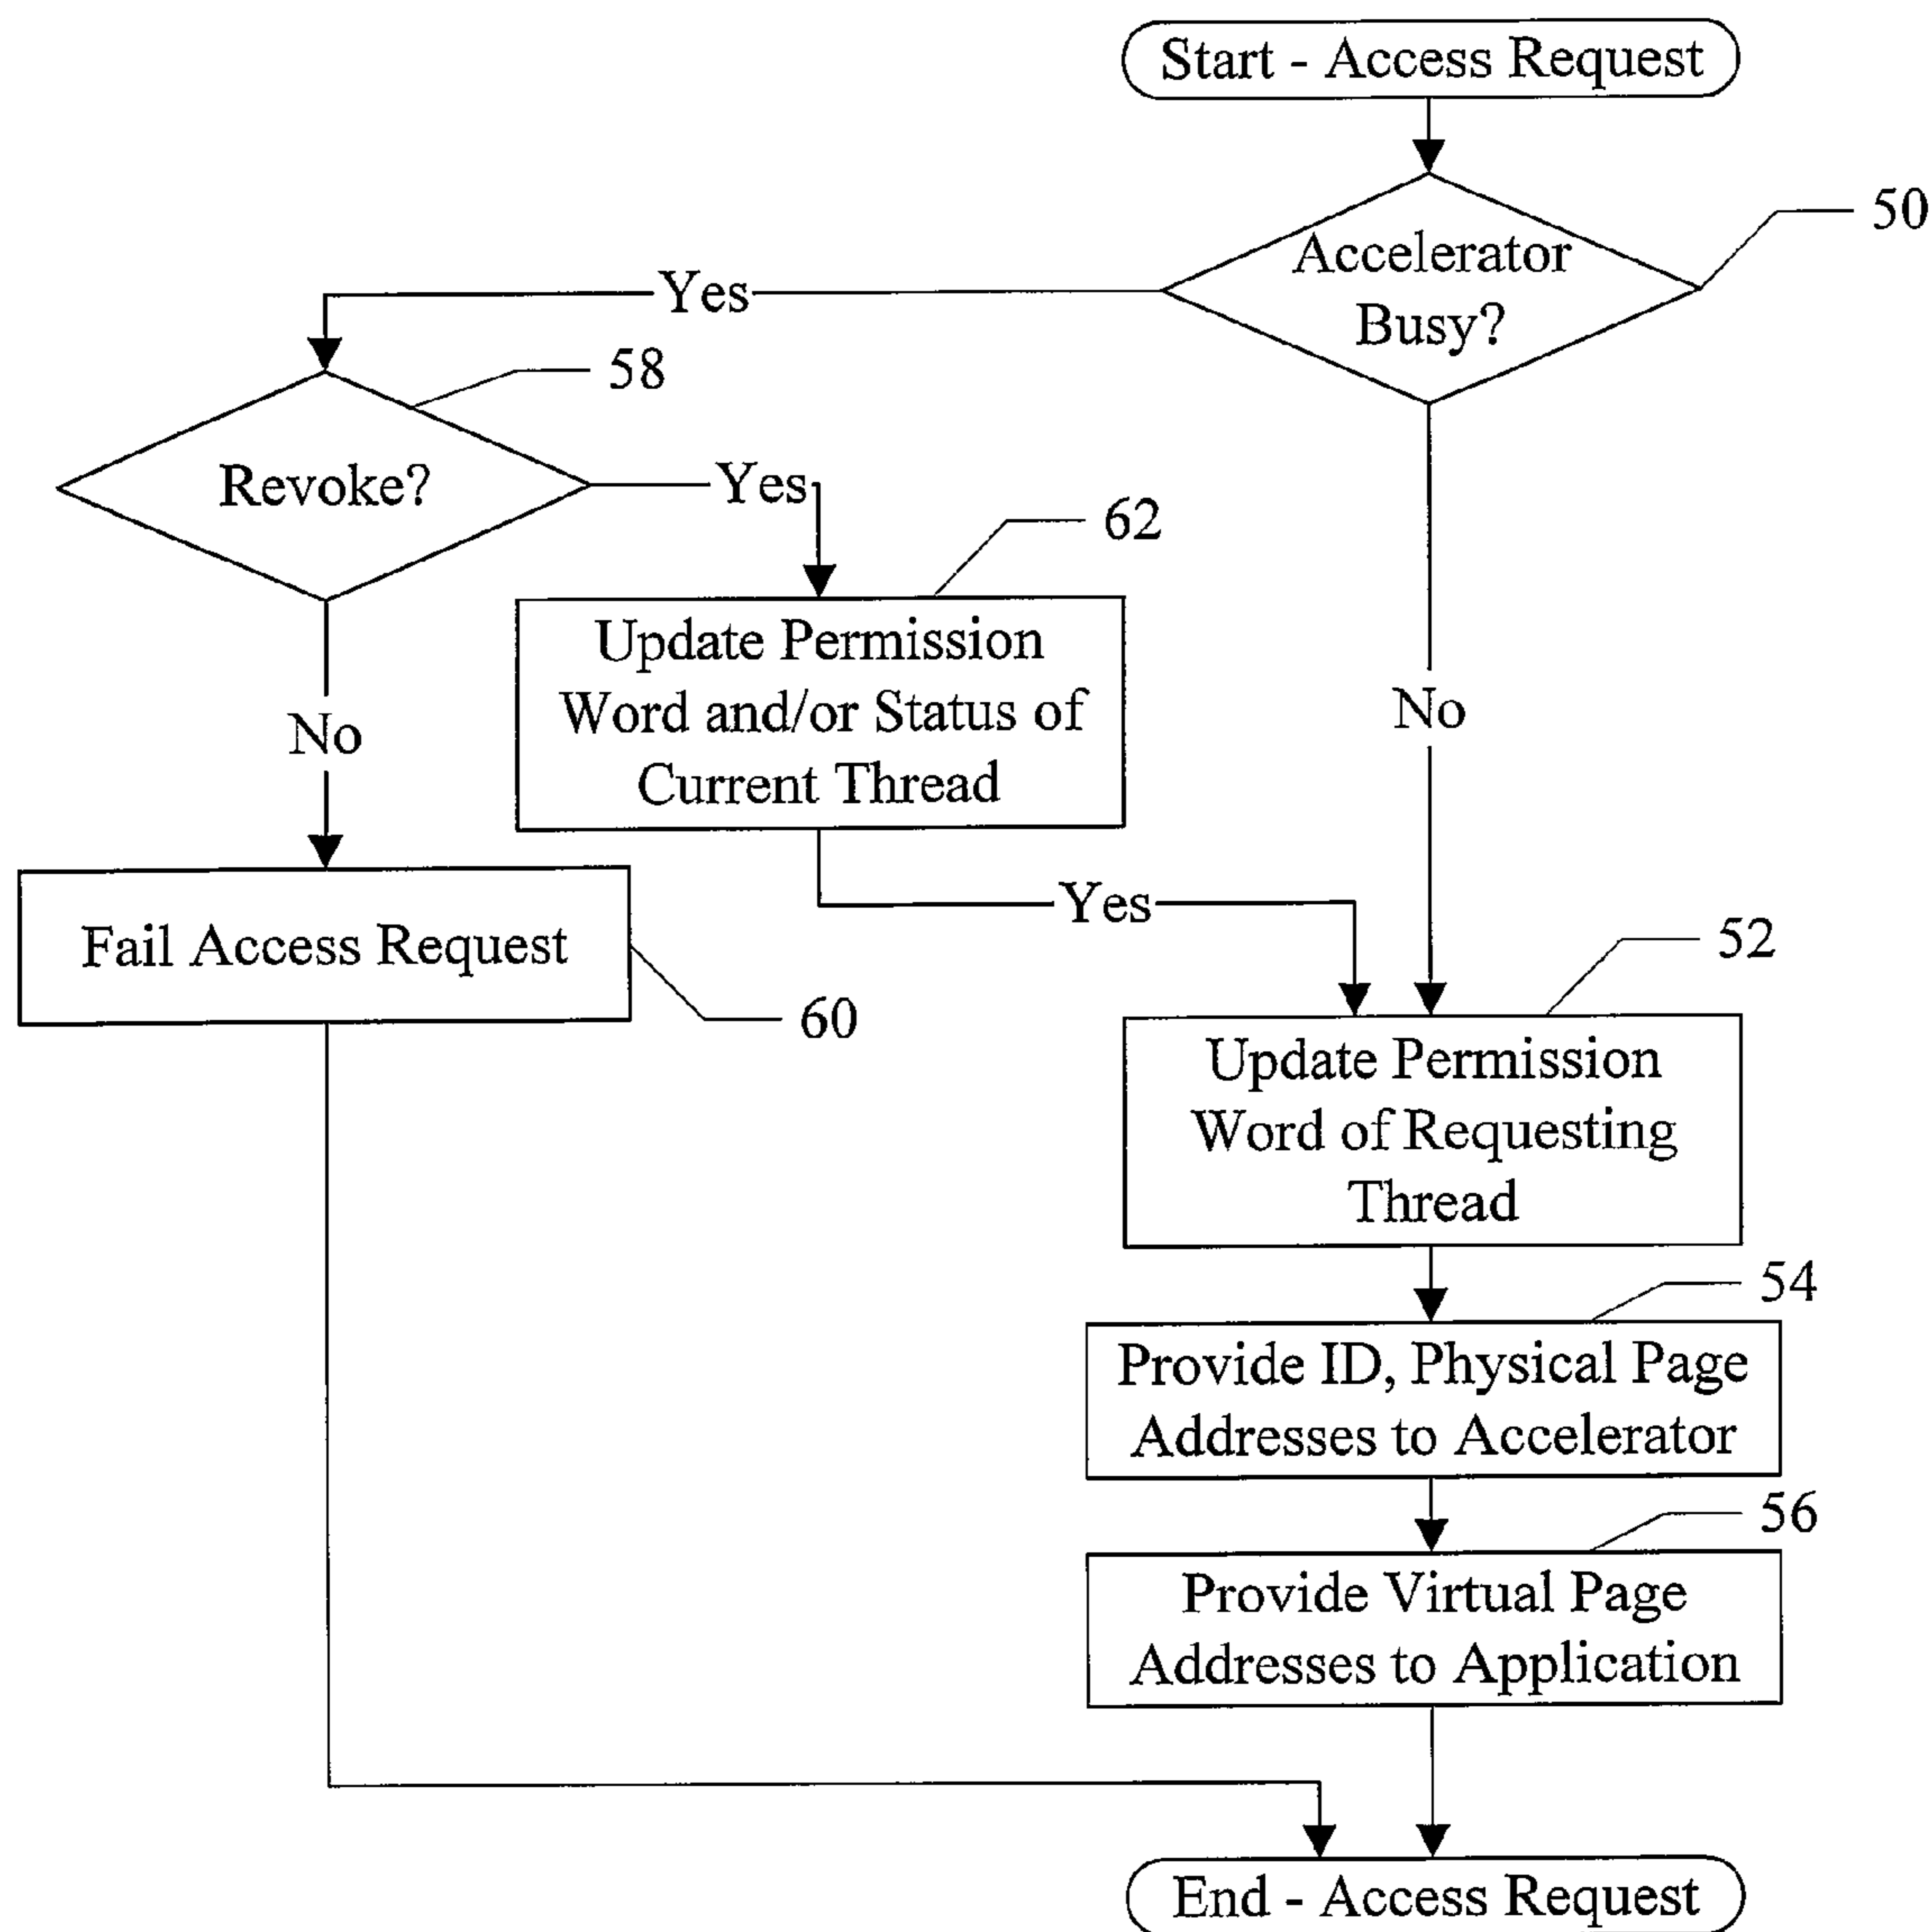 Start - Access Request
Accelerator
Busy?
50
Yes
58
Revoke?
Yes
62
Update Permission
Word and/or Status of
Current Thread
No
No
Yes
Fail Access Request
60
52
Update Permission
Word of Requesting
Thread
54
Provide ID, Physical Page
Addresses to Accelerator
56
Provide Virtual Page
Addresses to Application
End - Access Request